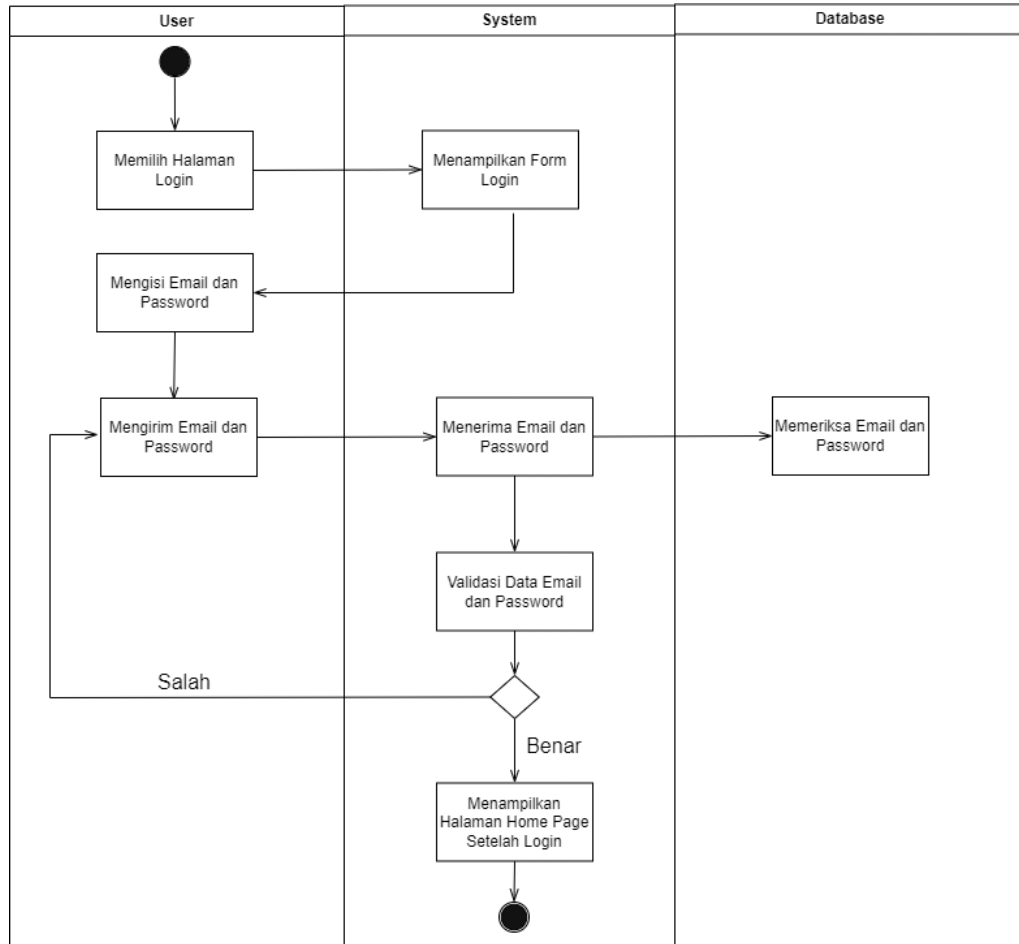 User
System
Database
Memilih Halaman
Login
Menampilkan Form
Login
Mengisi Email dan
Password
Mengirim Email dan
Password
Menerima Email dan
Password
Memeriksa Email dan
Password
Validasi Data Email
dan Password
Salah
Benar
Menampilkan
Halaman Home Page
Setelah Login